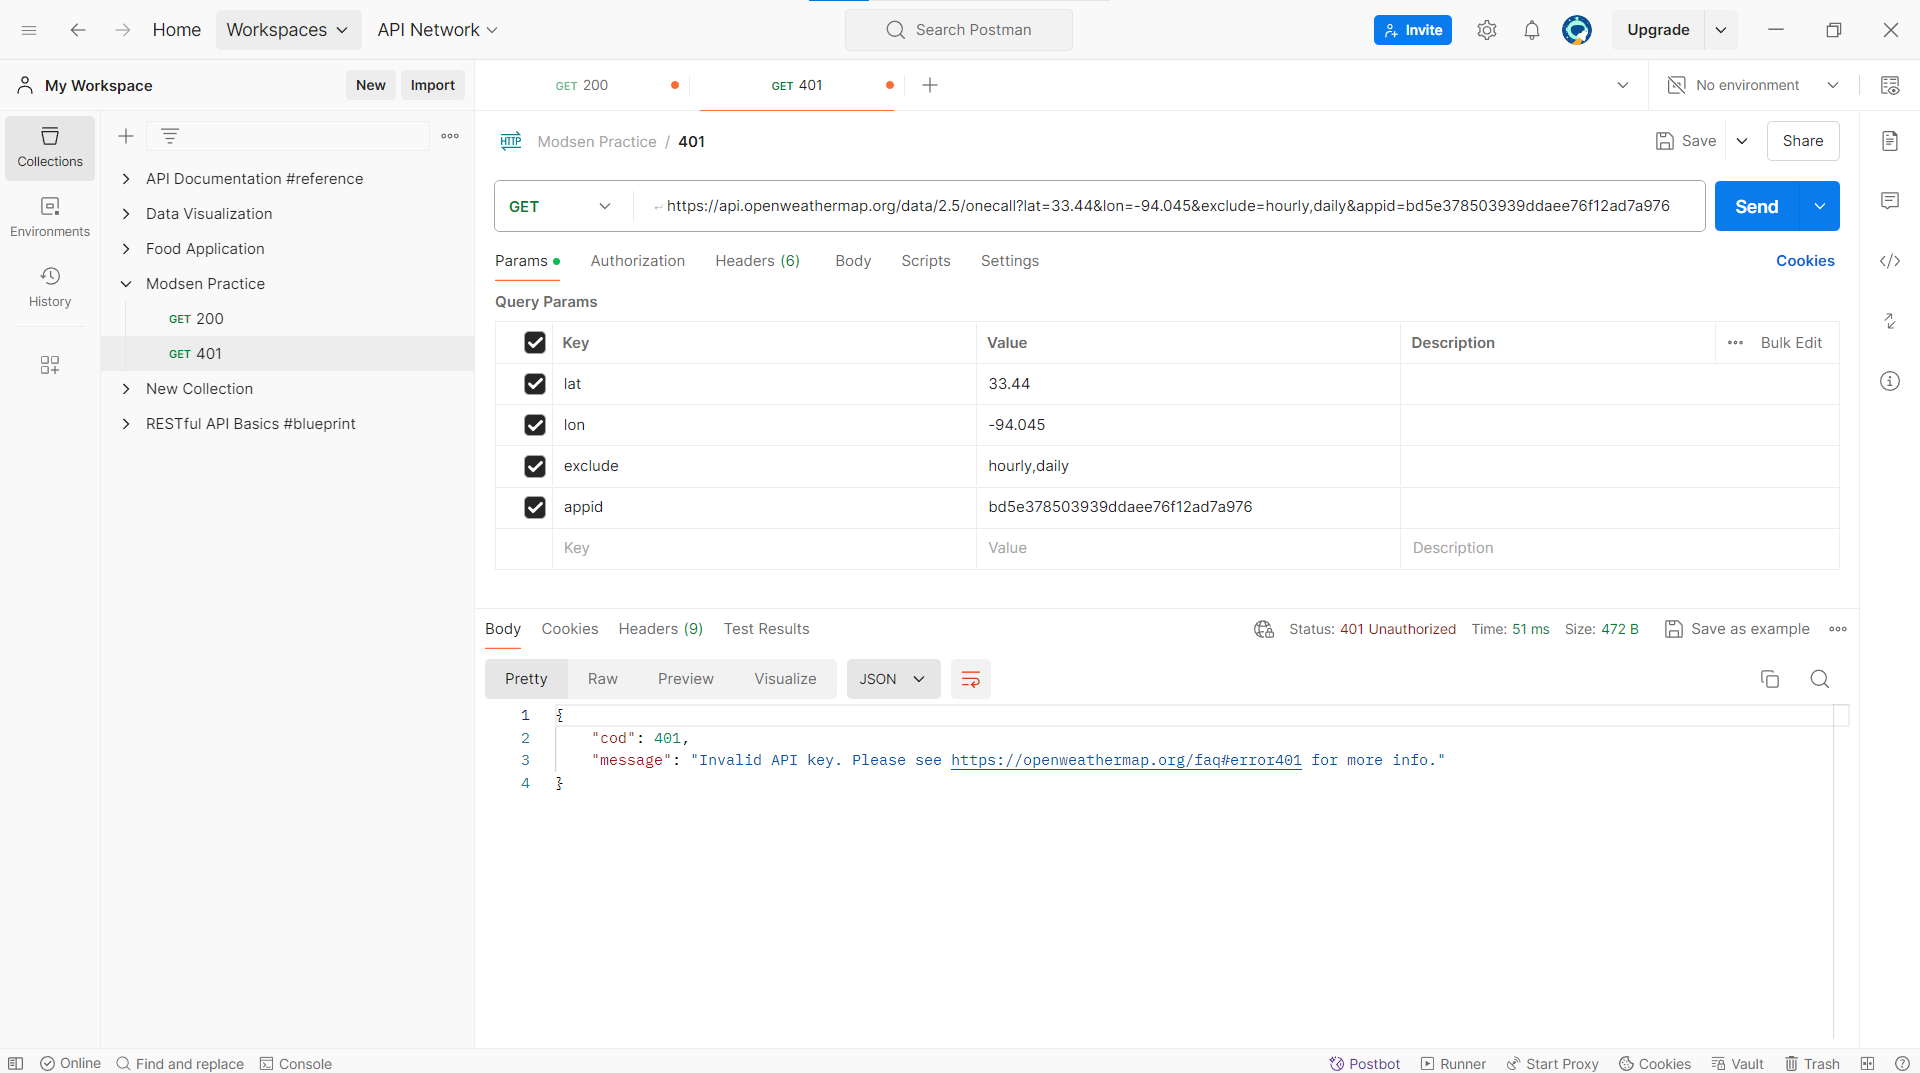 Home Workspaces API Network Search Postman Invite Upgrade
My Workspace New Import GET 200 GET 401 No environment
Collections
Environments
History
API Documentation #reference
Data Visualization
Food Application
Modsen Practice
GET 200
GET 401
New Collection
RESTful API Basics #blueprint
HTTP Modsen Practice / 401 Save Share
GET https://api.openweathermap.org/data/2.5/onecall?lat=33.44&lon=-94.045&exclude=hourly,daily&appid=bd5e378503939ddaee76f12ad7a976 Send
Params Authorization Headers (6) Body Scripts Settings Cookies
Query Params
Key Value Description Bulk Edit
lat 33.44
lon -94.045
exclude hourly,daily
appid bd5e378503939ddaee76f12ad7a976
Key Value Description
Body Cookies Headers (9) Test Results Status: 401 Unauthorized Time: 51 ms Size: 472 B Save as example
Pretty Raw Preview Visualize JSON
1 {
2 "cod": 401,
3 "message": "Invalid API key. Please see https://openweathermap.org/faq#error401 for more info."
4 }
Online Find and replace Console Postbot Runner Start Proxy Cookies Vault Trash